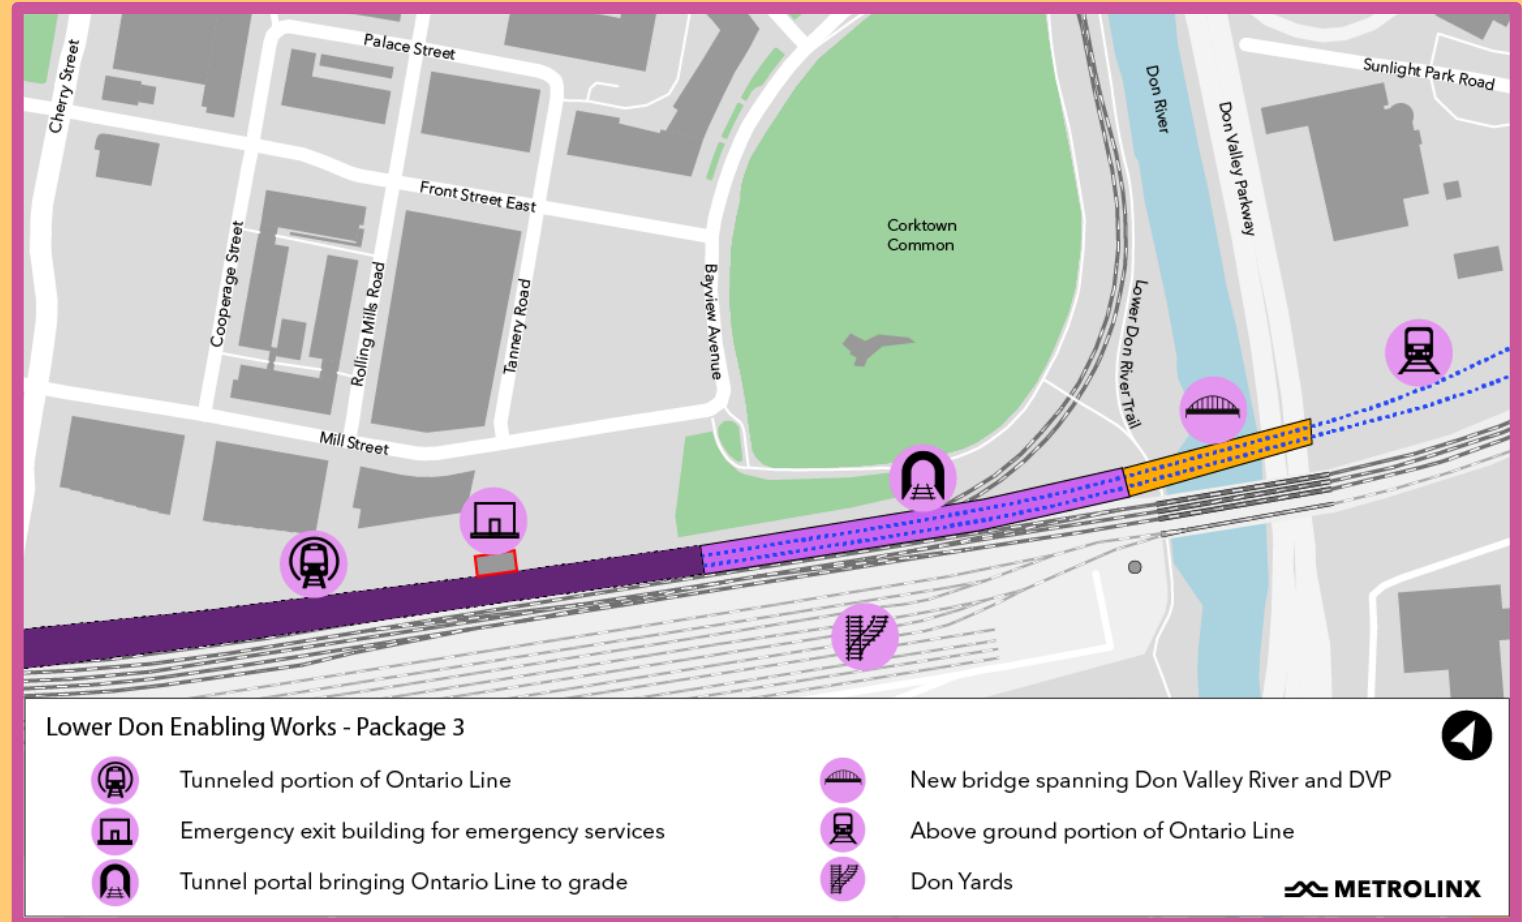 Palace Street
Cherry Street
Sunlight Park Road
Don River
Don Valley Parkway
Front Street East
Corktown
Common
Cooperage Street
Rolling Mills Road
Tannery Road
Bayview Avenue
Lower Don River Trail
Mill Street
Lower Don Enabling Works - Package 3
Tunneled portion of Ontario Line
Emergency exit building for emergency services
Tunnel portal bringing Ontario Line to grade
New bridge spanning Don Valley River and DVP
Above ground portion of Ontario Line
Don Yards
METROLINX